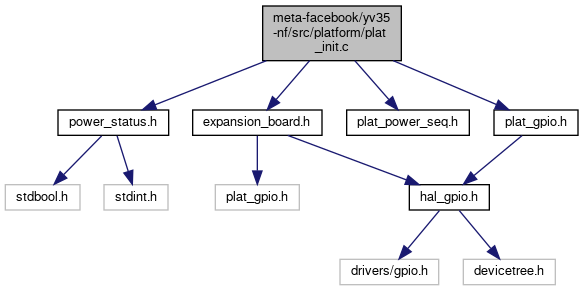 meta-facebook/yv35
-nf/src/platform/plat
_init.c
power_status.h
expansion_board.h
plat_power_seq.h
plat_gpio.h
stdbool.h
stdint.h
plat_gpio.h
hal_gpio.h
drivers/gpio.h
devicetree.h